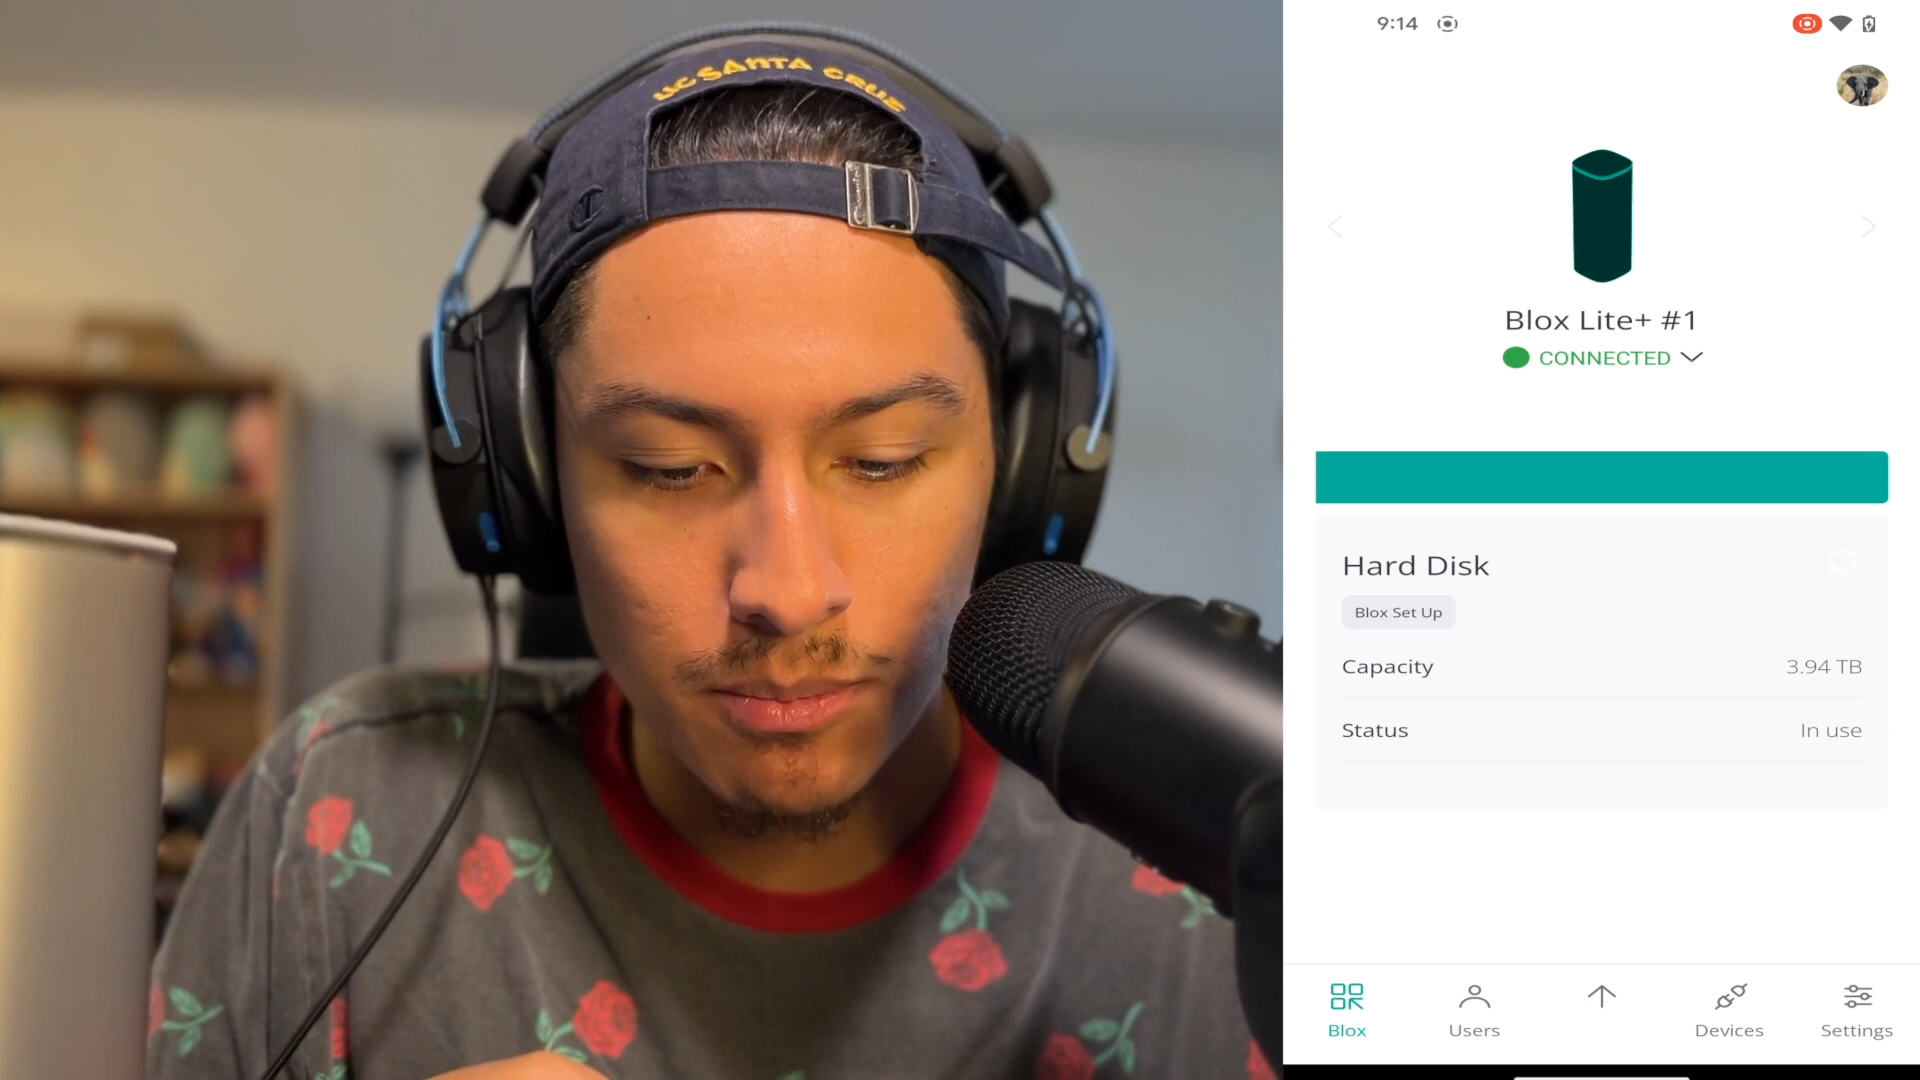 UC SANTA CRUZ
9:14
Blox Lite+ #1
CONNECTED
Hard Disk
Blox Set Up
Capacity 3.94 TB
Status In use
Blox Users Devices Settings